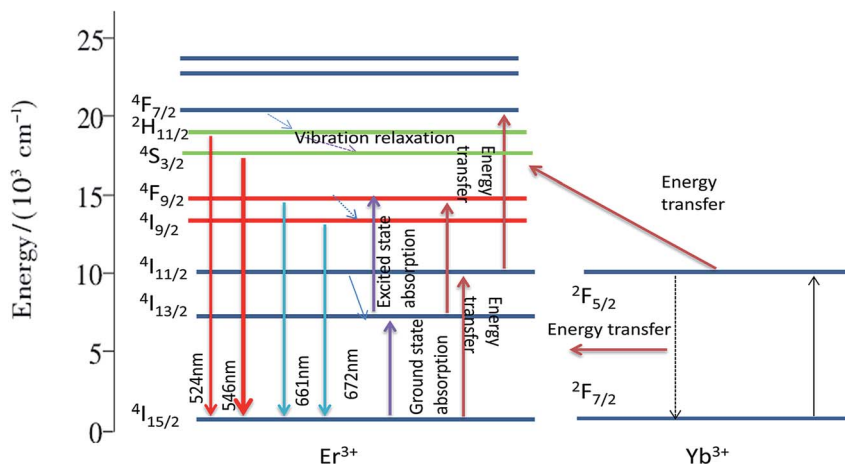 Energy/(10³ cm⁻¹)
25
20
15
10
5
0
⁴F₇/₂
²H₁₁/₂
⁴S₃/₂
⁴F₉/₂
⁴I₉/₂
⁴I₁₁/₂
⁴I₁₃/₂
⁴I₁₅/₂
Vibration relaxation
Energy
transfer
Excited state
absorption
Energy
transfer
524nm
546nm
661nm
672nm
Ground state
absorption
Energy
transfer
²F₅/₂
Energy transfer
²F₇/₂
Er³⁺
Yb³⁺